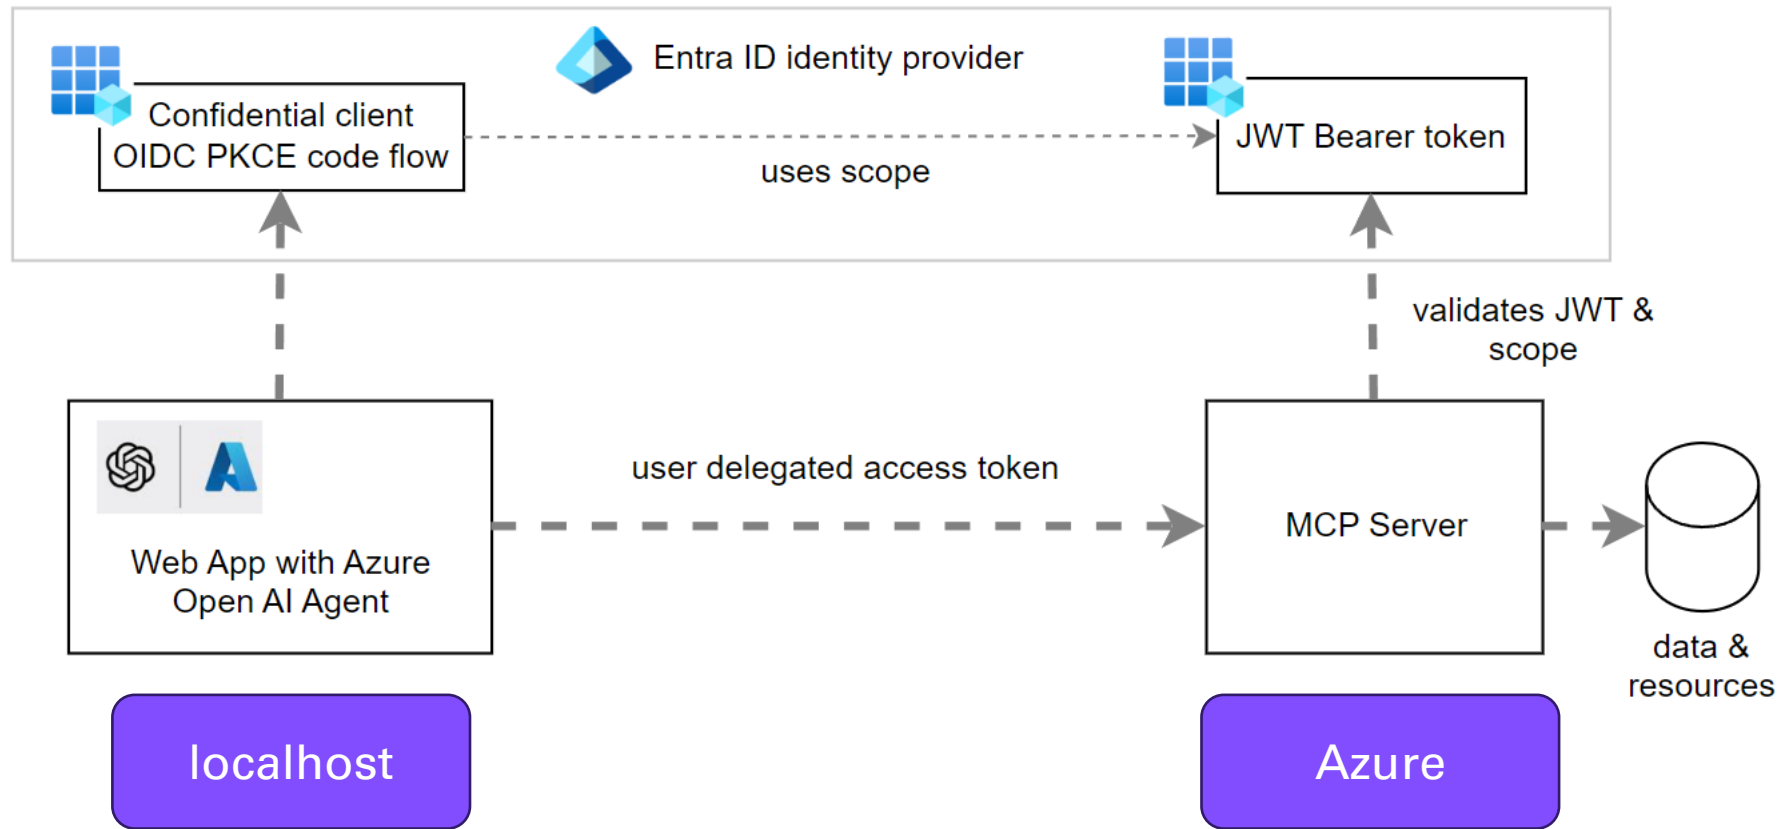 Entra ID identity provider
Confidential client
OIDC PKCE code flow
uses scope
JWT Bearer token
validates JWT &
scope
Web App with Azure
Open AI Agent
user delegated access token
MCP Server
data &
resources
localhost
Azure